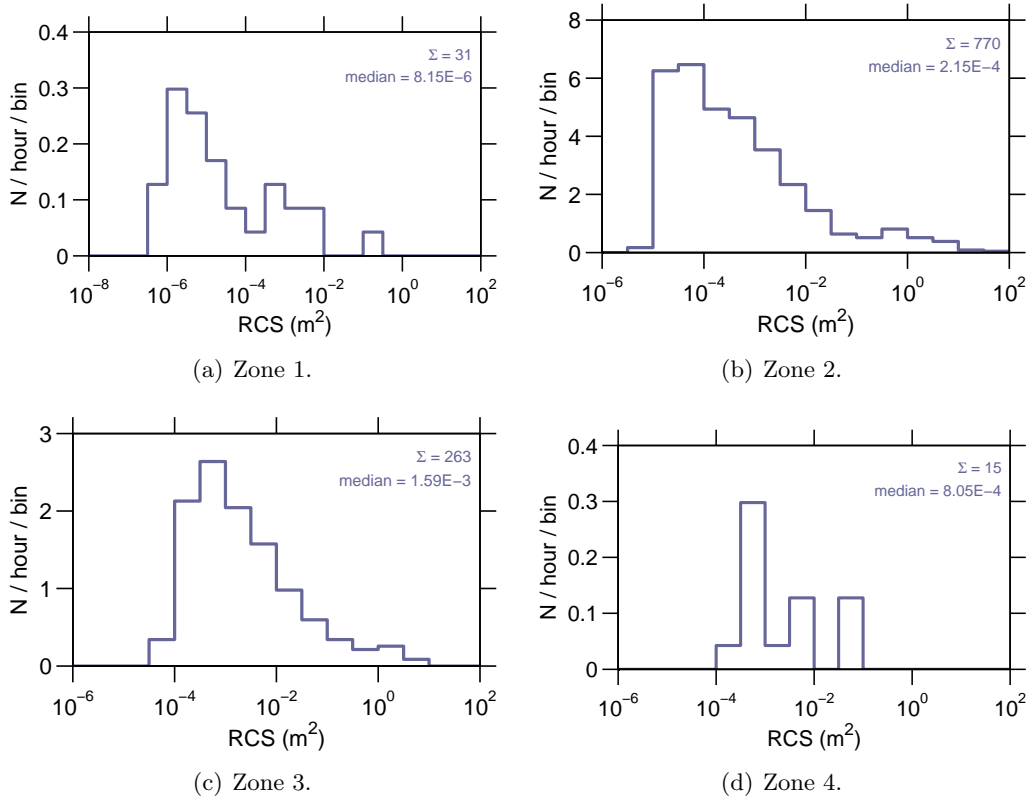 0.4
0.3
0.2
0.1
0
N / hour / bin
Σ = 31
median = 8.15E−6
10⁻⁸ 10⁻⁶ 10⁻⁴ 10⁻² 10⁰ 10²
RCS (m²)
(a) Zone 1.
8
6
4
2
0
N / hour / bin
Σ = 770
median = 2.15E−4
10⁻⁶ 10⁻⁴ 10⁻² 10⁰ 10²
RCS (m²)
(b) Zone 2.
3
2
1
0
N / hour / bin
Σ = 263
median = 1.59E−3
10⁻⁶ 10⁻⁴ 10⁻² 10⁰ 10²
RCS (m²)
(c) Zone 3.
0.4
0.3
0.2
0.1
0
N / hour / bin
Σ = 15
median = 8.05E−4
10⁻⁶ 10⁻⁴ 10⁻² 10⁰ 10²
RCS (m²)
(d) Zone 4.